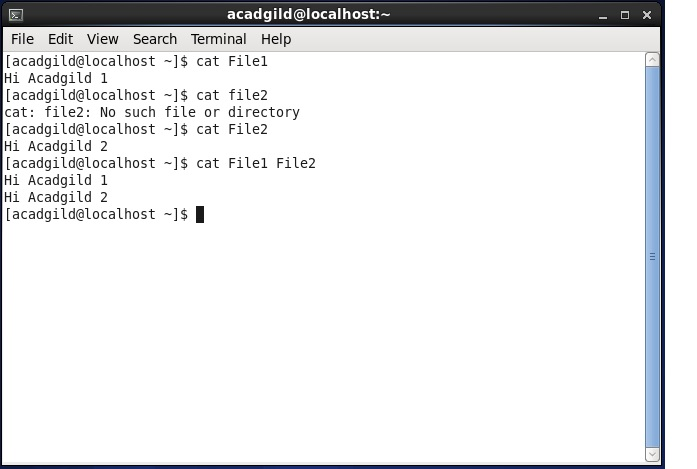 acadgild@localhost:~
File Edit View Search Terminal Help
[acadgild@localhost ~]$ cat File1
Hi Acadgild 1
[acadgild@localhost ~]$ cat file2
cat: file2: No such file or directory
[acadgild@localhost ~]$ cat File2
Hi Acadgild 2
[acadgild@localhost ~]$ cat File1 File2
Hi Acadgild 1
Hi Acadgild 2
[acadgild@localhost ~]$